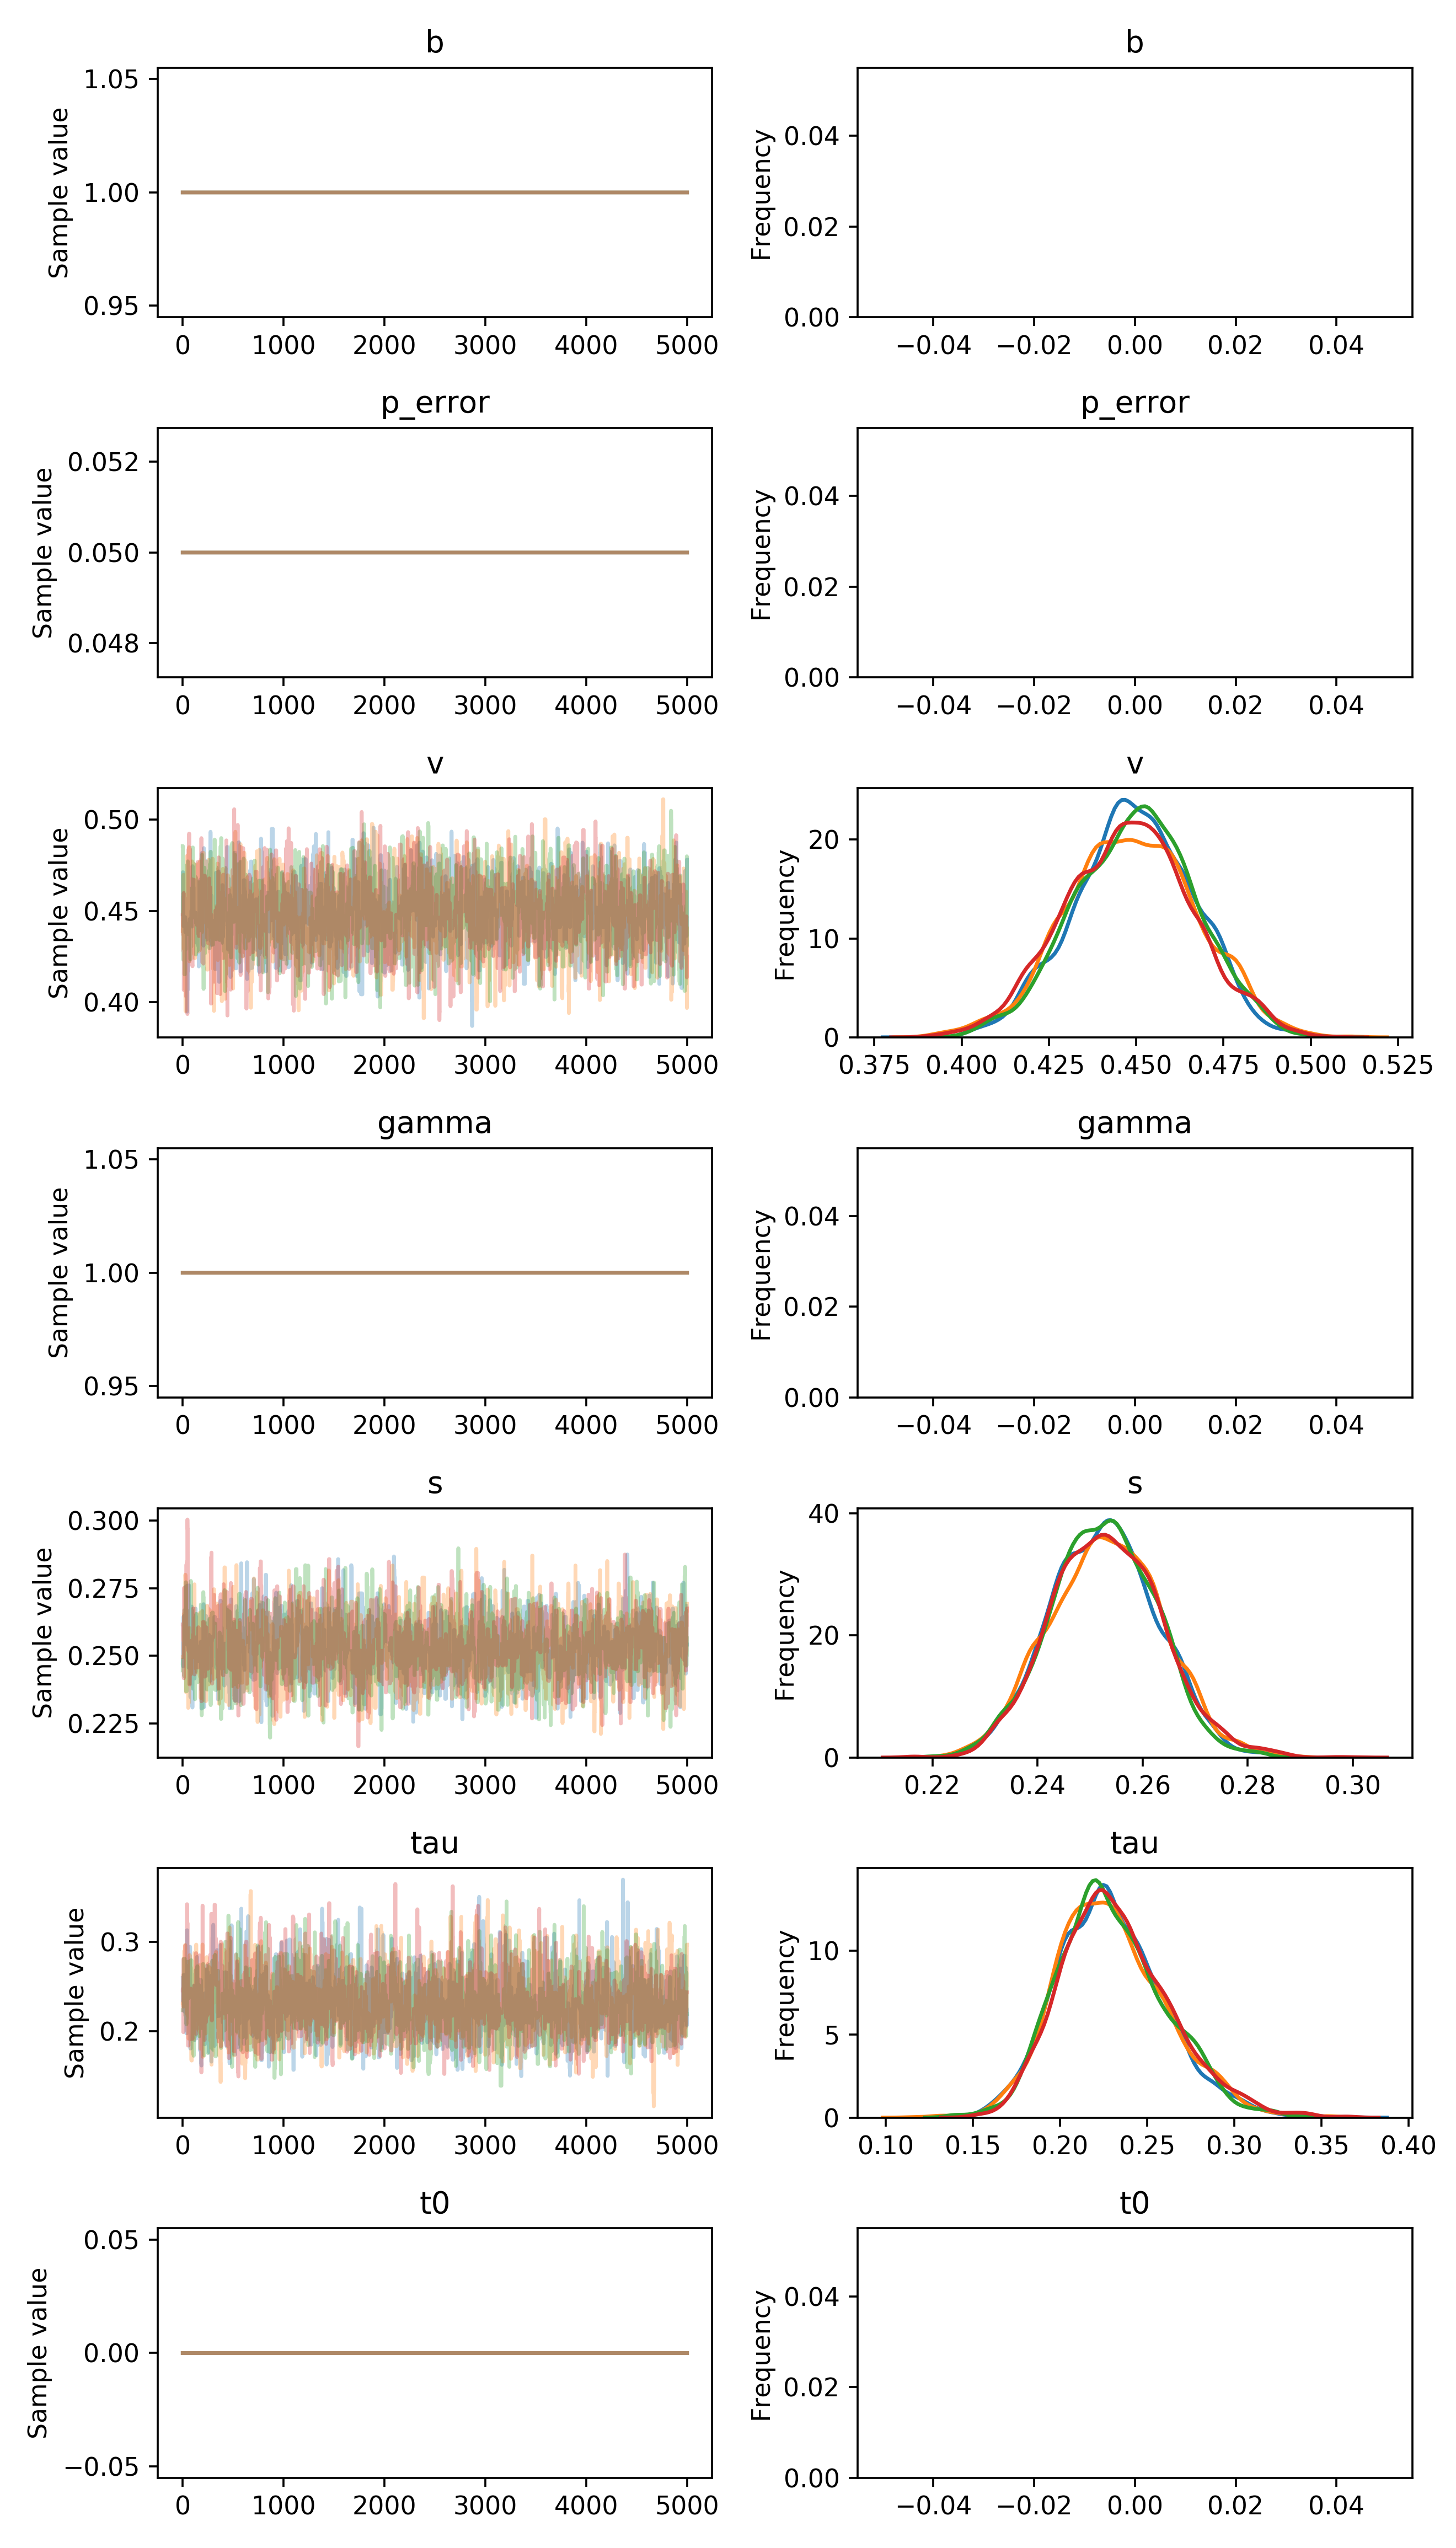 b
b
1.05
1.00
0.95
Sample value
0 1000 2000 3000 4000 5000
0.04
0.02
0.00
Frequency
−0.04 −0.02 0.00 0.02 0.04
p_error
p_error
0.052
0.050
0.048
Sample value
0 1000 2000 3000 4000 5000
0.04
0.02
0.00
Frequency
−0.04 −0.02 0.00 0.02 0.04
v
v
0.50
0.45
0.40
Sample value
0 1000 2000 3000 4000 5000
20
10
0
Frequency
0.375 0.400 0.425 0.450 0.475 0.500 0.525
gamma
gamma
1.05
1.00
0.95
Sample value
0 1000 2000 3000 4000 5000
0.04
0.02
0.00
Frequency
−0.04 −0.02 0.00 0.02 0.04
s
s
0.300
0.275
0.250
0.225
Sample value
0 1000 2000 3000 4000 5000
40
20
0
Frequency
0.22 0.24 0.26 0.28 0.30
tau
tau
0.3
0.2
Sample value
0 1000 2000 3000 4000 5000
10
5
0
Frequency
0.10 0.15 0.20 0.25 0.30 0.35 0.40
t0
t0
0.05
0.00
−0.05
Sample value
0 1000 2000 3000 4000 5000
0.04
0.02
0.00
Frequency
−0.04 −0.02 0.00 0.02 0.04